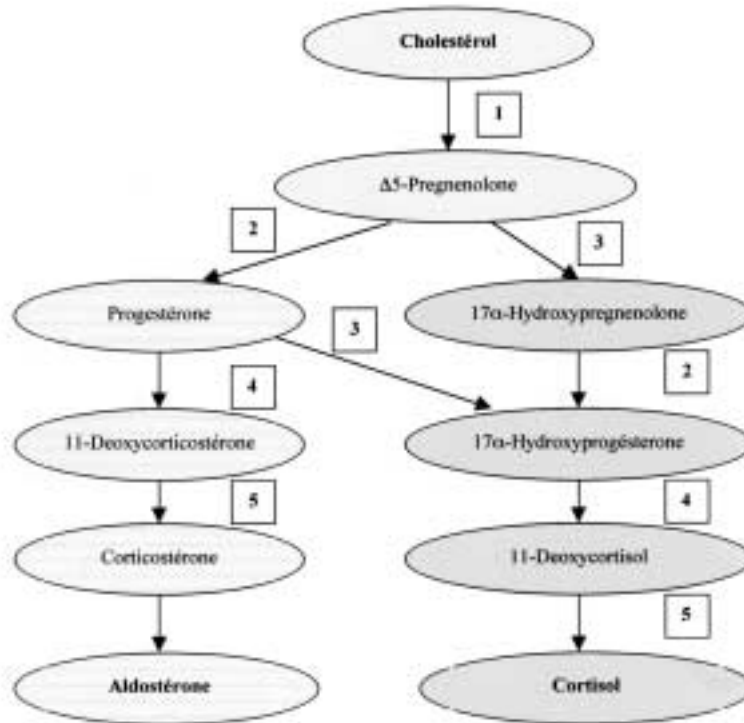 Cholestérol
1
Δ5-Pregnenolone
2
3
Progestérone
3
17α-Hydroxypregnenolone
4
2
11-Deoxycorticostérone
17α-Hydroxyprogésterone
5
4
Corticostérone
11-Deoxycortisol
5
Aldostérone
Cortisol